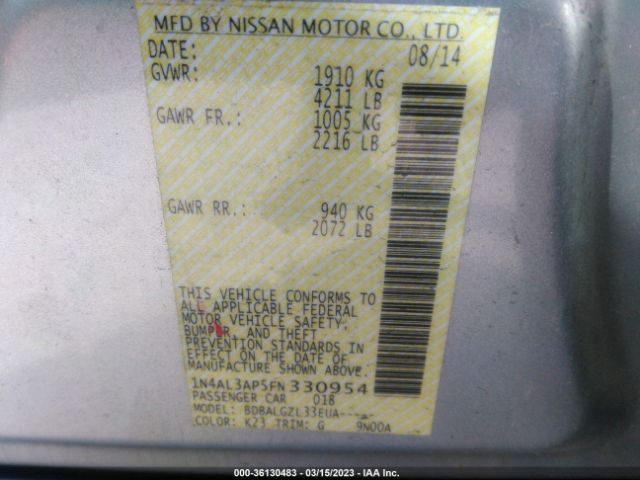 MFD BY NISSAN MOTOR CO., LTD.
DATE: 08/14
GVWR: 1910 KG
4211 LB
GAWR FR.: 1005 KG
2216 LB
GAWR RR.: 940 KG
2072 LB
THIS VEHICLE CONFORMS TO
ALL APPLICABLE FEDERAL
MOTOR VEHICLE SAFETY,
BUMPER, AND THEFT
PREVENTION STANDARDS IN
EFFECT ON THE DATE OF
MANUFACTURE SHOWN ABOVE.
1N4AL3AP5FN330954
PASSENGER CAR 018
MODEL: BDBALGZL33EUA-----
COLOR: K23 TRIM: G 9N00A
0-36130483 - 03/15/2023 - IAA Inc.